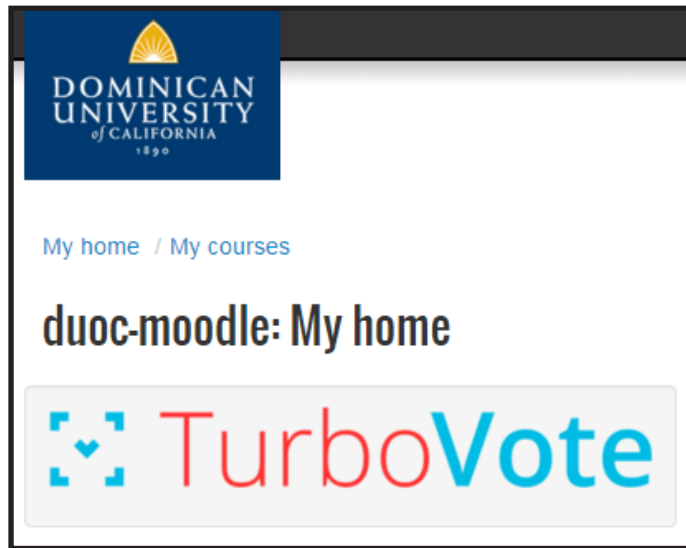 DOMINICAN
UNIVERSITY
of CALIFORNIA
1890
My home / My courses
duoc-moodle: My home
TurboVote